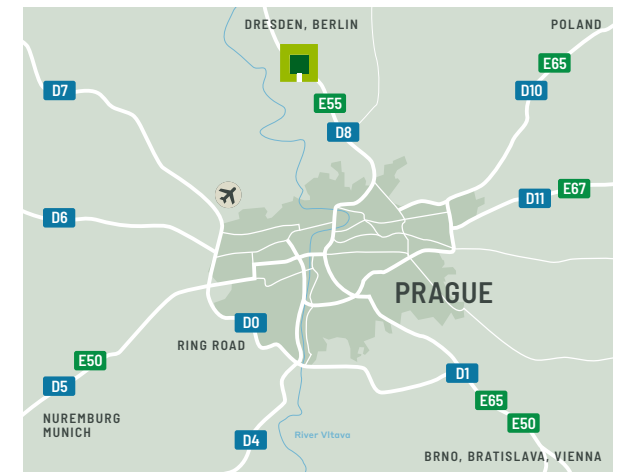 DRESDEN, BERLIN
POLAND
E65
D7
D10
E55
D8
E67
D11
D6
PRAGUE
D0
RING ROAD
E50
D1
D5
E65
NUREMBURG
MUNICH
E50
D4
River Vltava
BRNO, BRATISLAVA, VIENNA